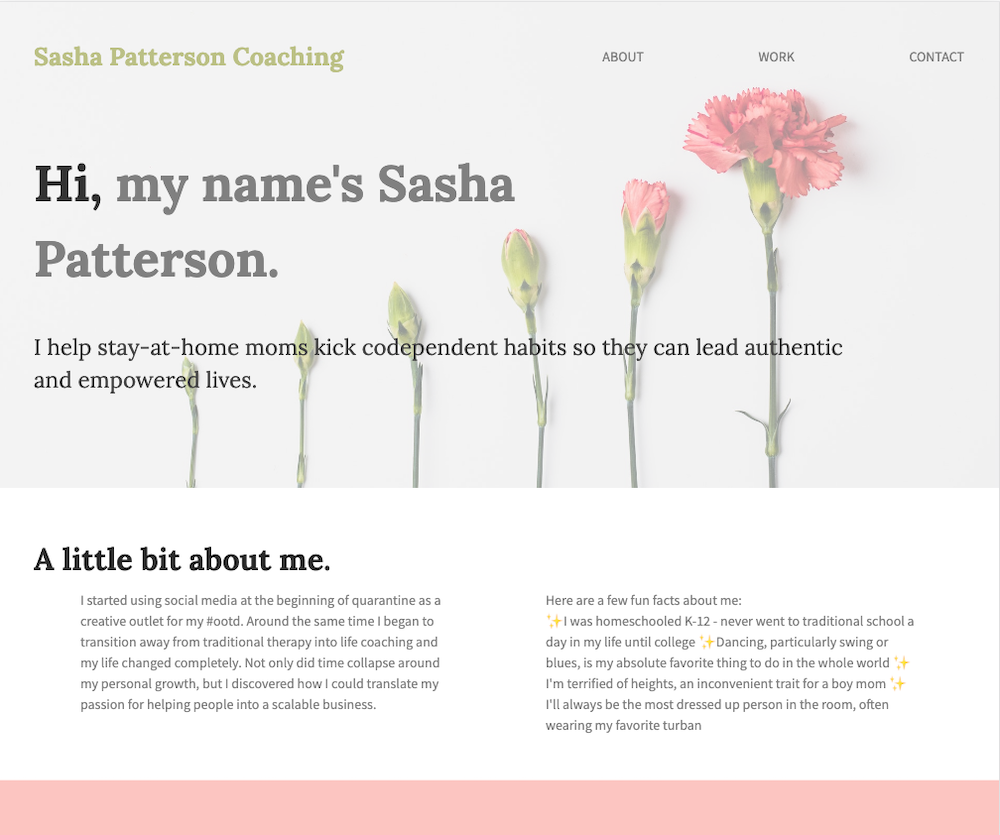 Sasha Patterson Coaching
ABOUT
WORK
CONTACT
Hi, my name's Sasha
Patterson.
I help stay-at-home moms kick codependent habits so they can lead authentic
and empowered lives.
A little bit about me.
I started using social media at the beginning of quarantine as a
creative outlet for my #ootd. Around the same time I began to
transition away from traditional therapy into life coaching and
my life changed completely. Not only did time collapse around
my personal growth, but I discovered how I could translate my
passion for helping people into a scalable business.
Here are a few fun facts about me:
✨I was homeschooled K-12 - never went to traditional school a
day in my life until college ✨Dancing, particularly swing or
blues, is my absolute favorite thing to do in the whole world ✨
I'm terrified of heights, an inconvenient trait for a boy mom ✨
I'll always be the most dressed up person in the room, often
wearing my favorite turban